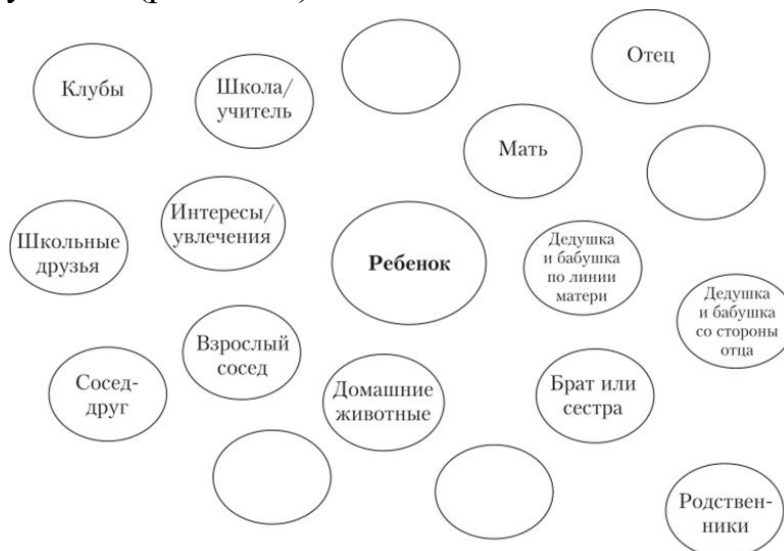 Клубы
Школа/
учитель
Отец
Мать
Школьные
друзья
Интересы/
увлечения
Ребенок
Дедушка
и бабушка
по линии
матери
Дедушка
и бабушка
со стороны
отца
Взрослый
сосед
Сосед-
друг
Домашние
животные
Брат или
сестра
Родствен-
ники